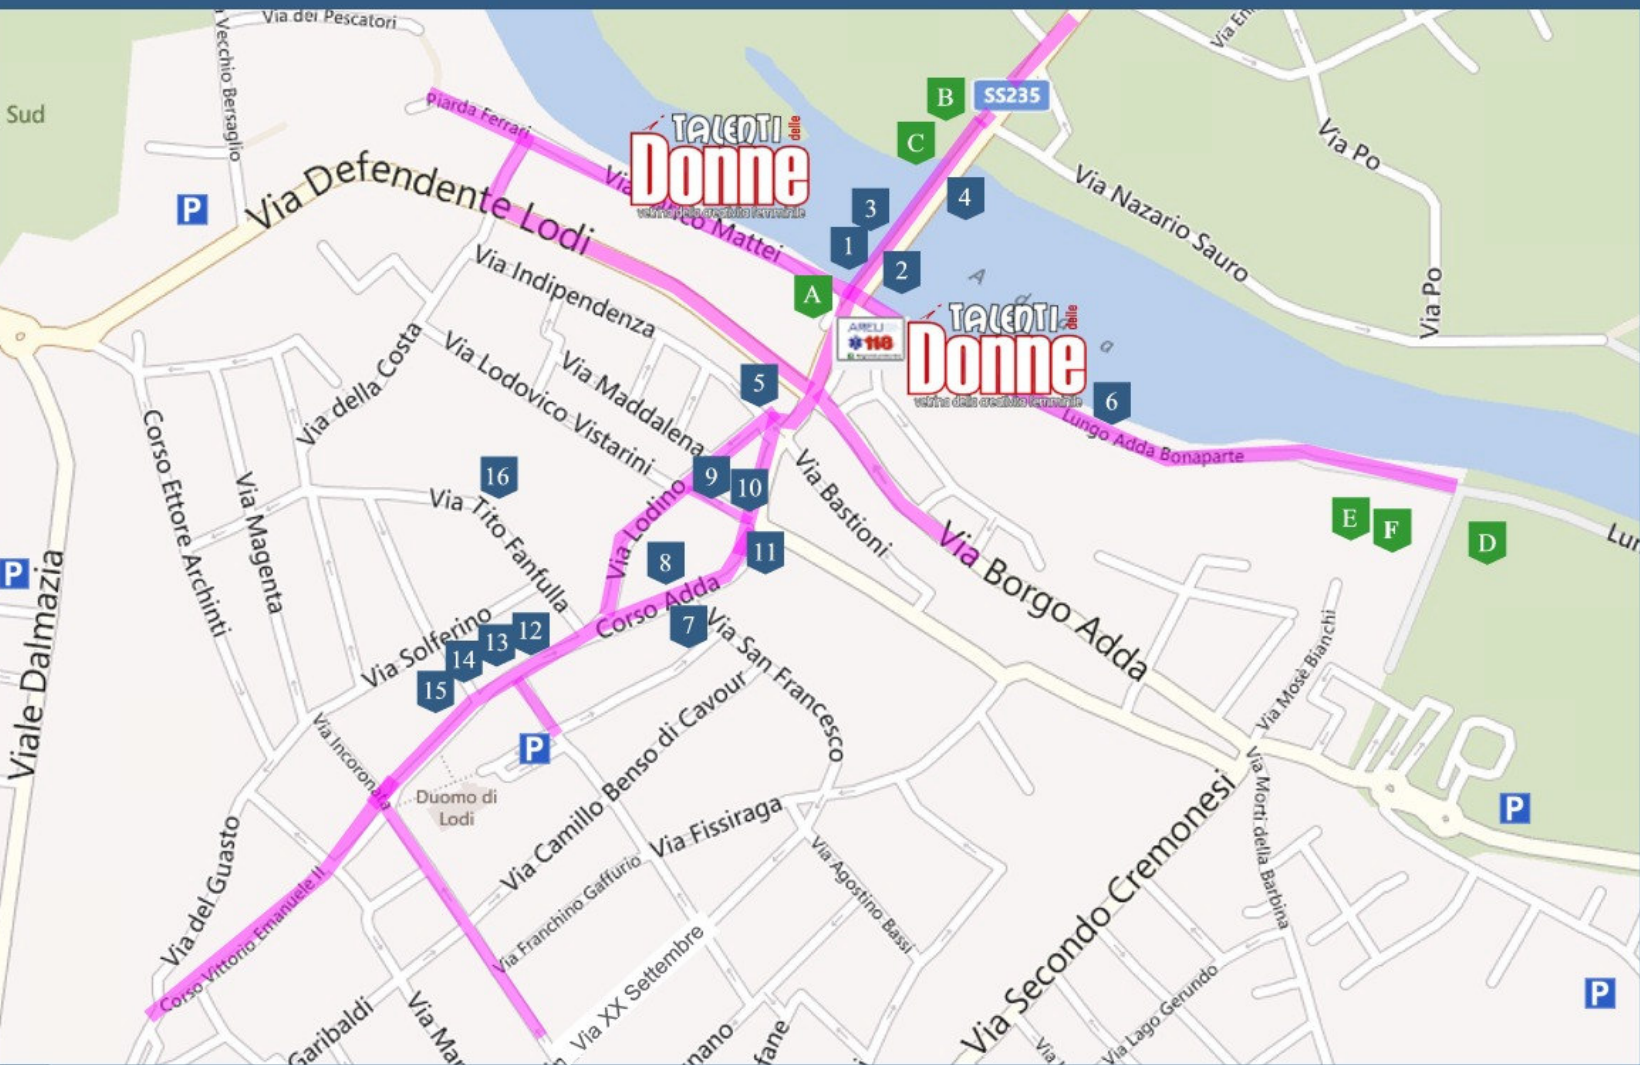 Via dei Pescatori
Vecchio Bersaglio
Sud
P
Piarda Ferrari
TALENTI delle
Donne
vetrina della creatività femminile
B
SS235
C
Via Po
Via Nazario Sauro
Via Po
Via Defendente Lodi
Mattei
3
4
1
2
A
A d a
Via Indipendenza
AREU
118
TALENTI delle
Donne
vetrina della creatività femminile
5
6
Lungo Adda Bonaparte
Via della Costa
Via Lodovico Vistarini
Via Maddalena
Corso Ettore Archinti
Via Magenta
16
Via Tito Fanfulla
9
10
Via Lodino
Via Bastioni
11
8
E
F
D
P
Viale Dalmazia
Via Borgo Adda
Corso Adda
7
Via Solferino
12
13
14
15
Via San Francesco
Via Mosè Bianchi
Via Incoronata
P
Duomo di
Lodi
Via Camillo Benso di Cavour
Via Fissiraga
Via del Guasto
Via Franchino Gaffurio
Via Agostino Bassi
Via Secondo Cremonesi
Via Morti della Barbina
P
Corso Vittorio Emanuele II
Via XX Settembre
Garibaldi
Via Mar
nano
fane
Via Lago Gerundo
Via
P